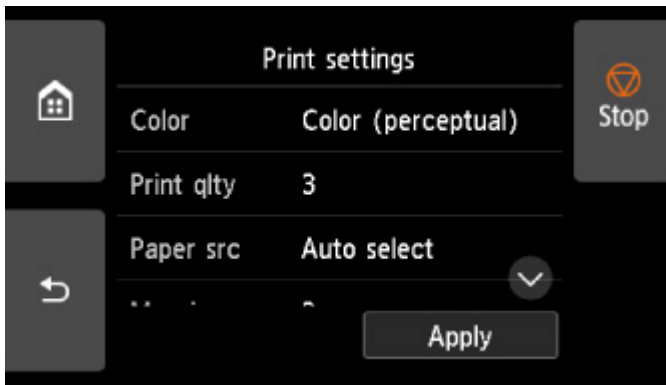 Print settings
Stop
Color Color (perceptual)
Print qlty 3
Paper src Auto select
Apply